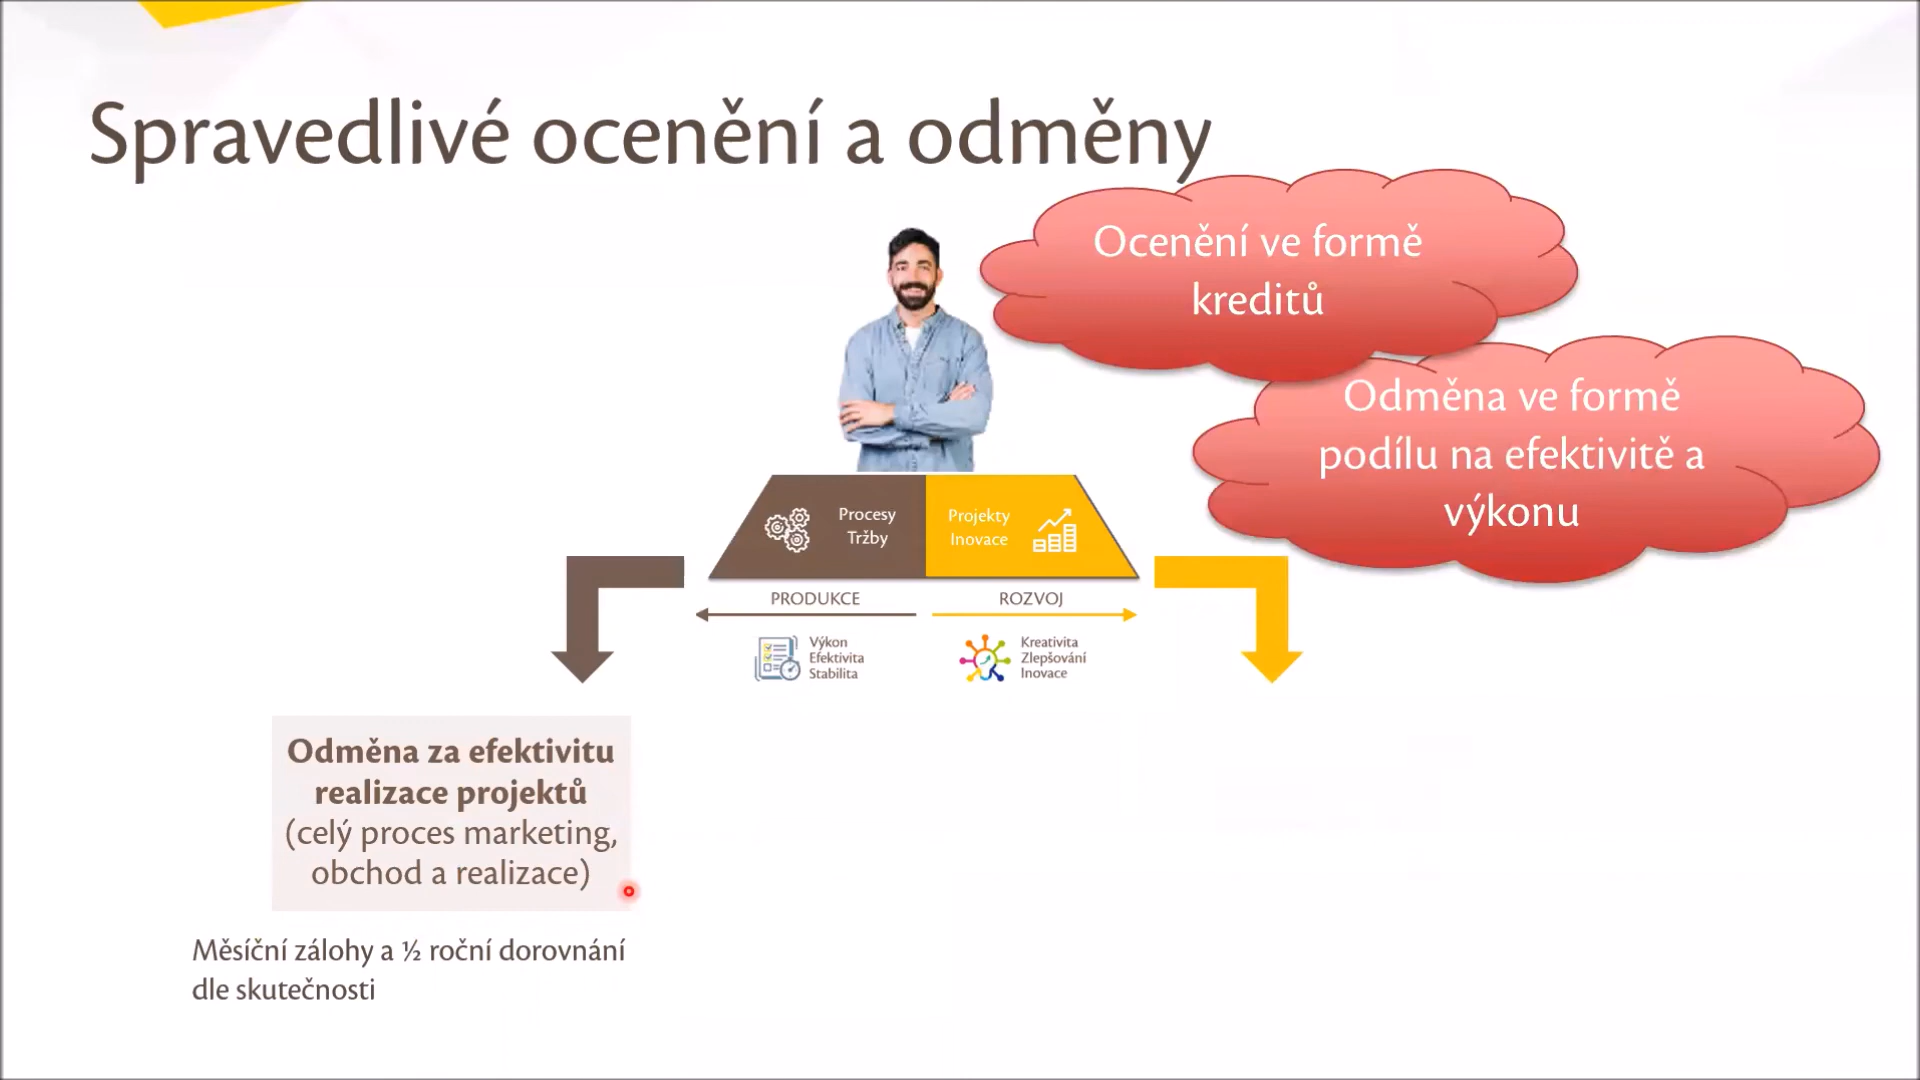 Spravedlivé ocenění a odměny
Ocenění ve formě
kreditů
Odměna ve formě
podílu na efektivitě a
výkonu
Procesy
Tržby
Projekty
Inovace
PRODUKCE
ROZVOJ
Výkon
Efektivita
Stabilita
Kreativita
Zlepšování
Inovace
Odměna za efektivitu
realizace projektů
(celý proces marketing,
obchod a realizace)
Měsíční zálohy a ½ roční dorovnání
dle skutečnosti